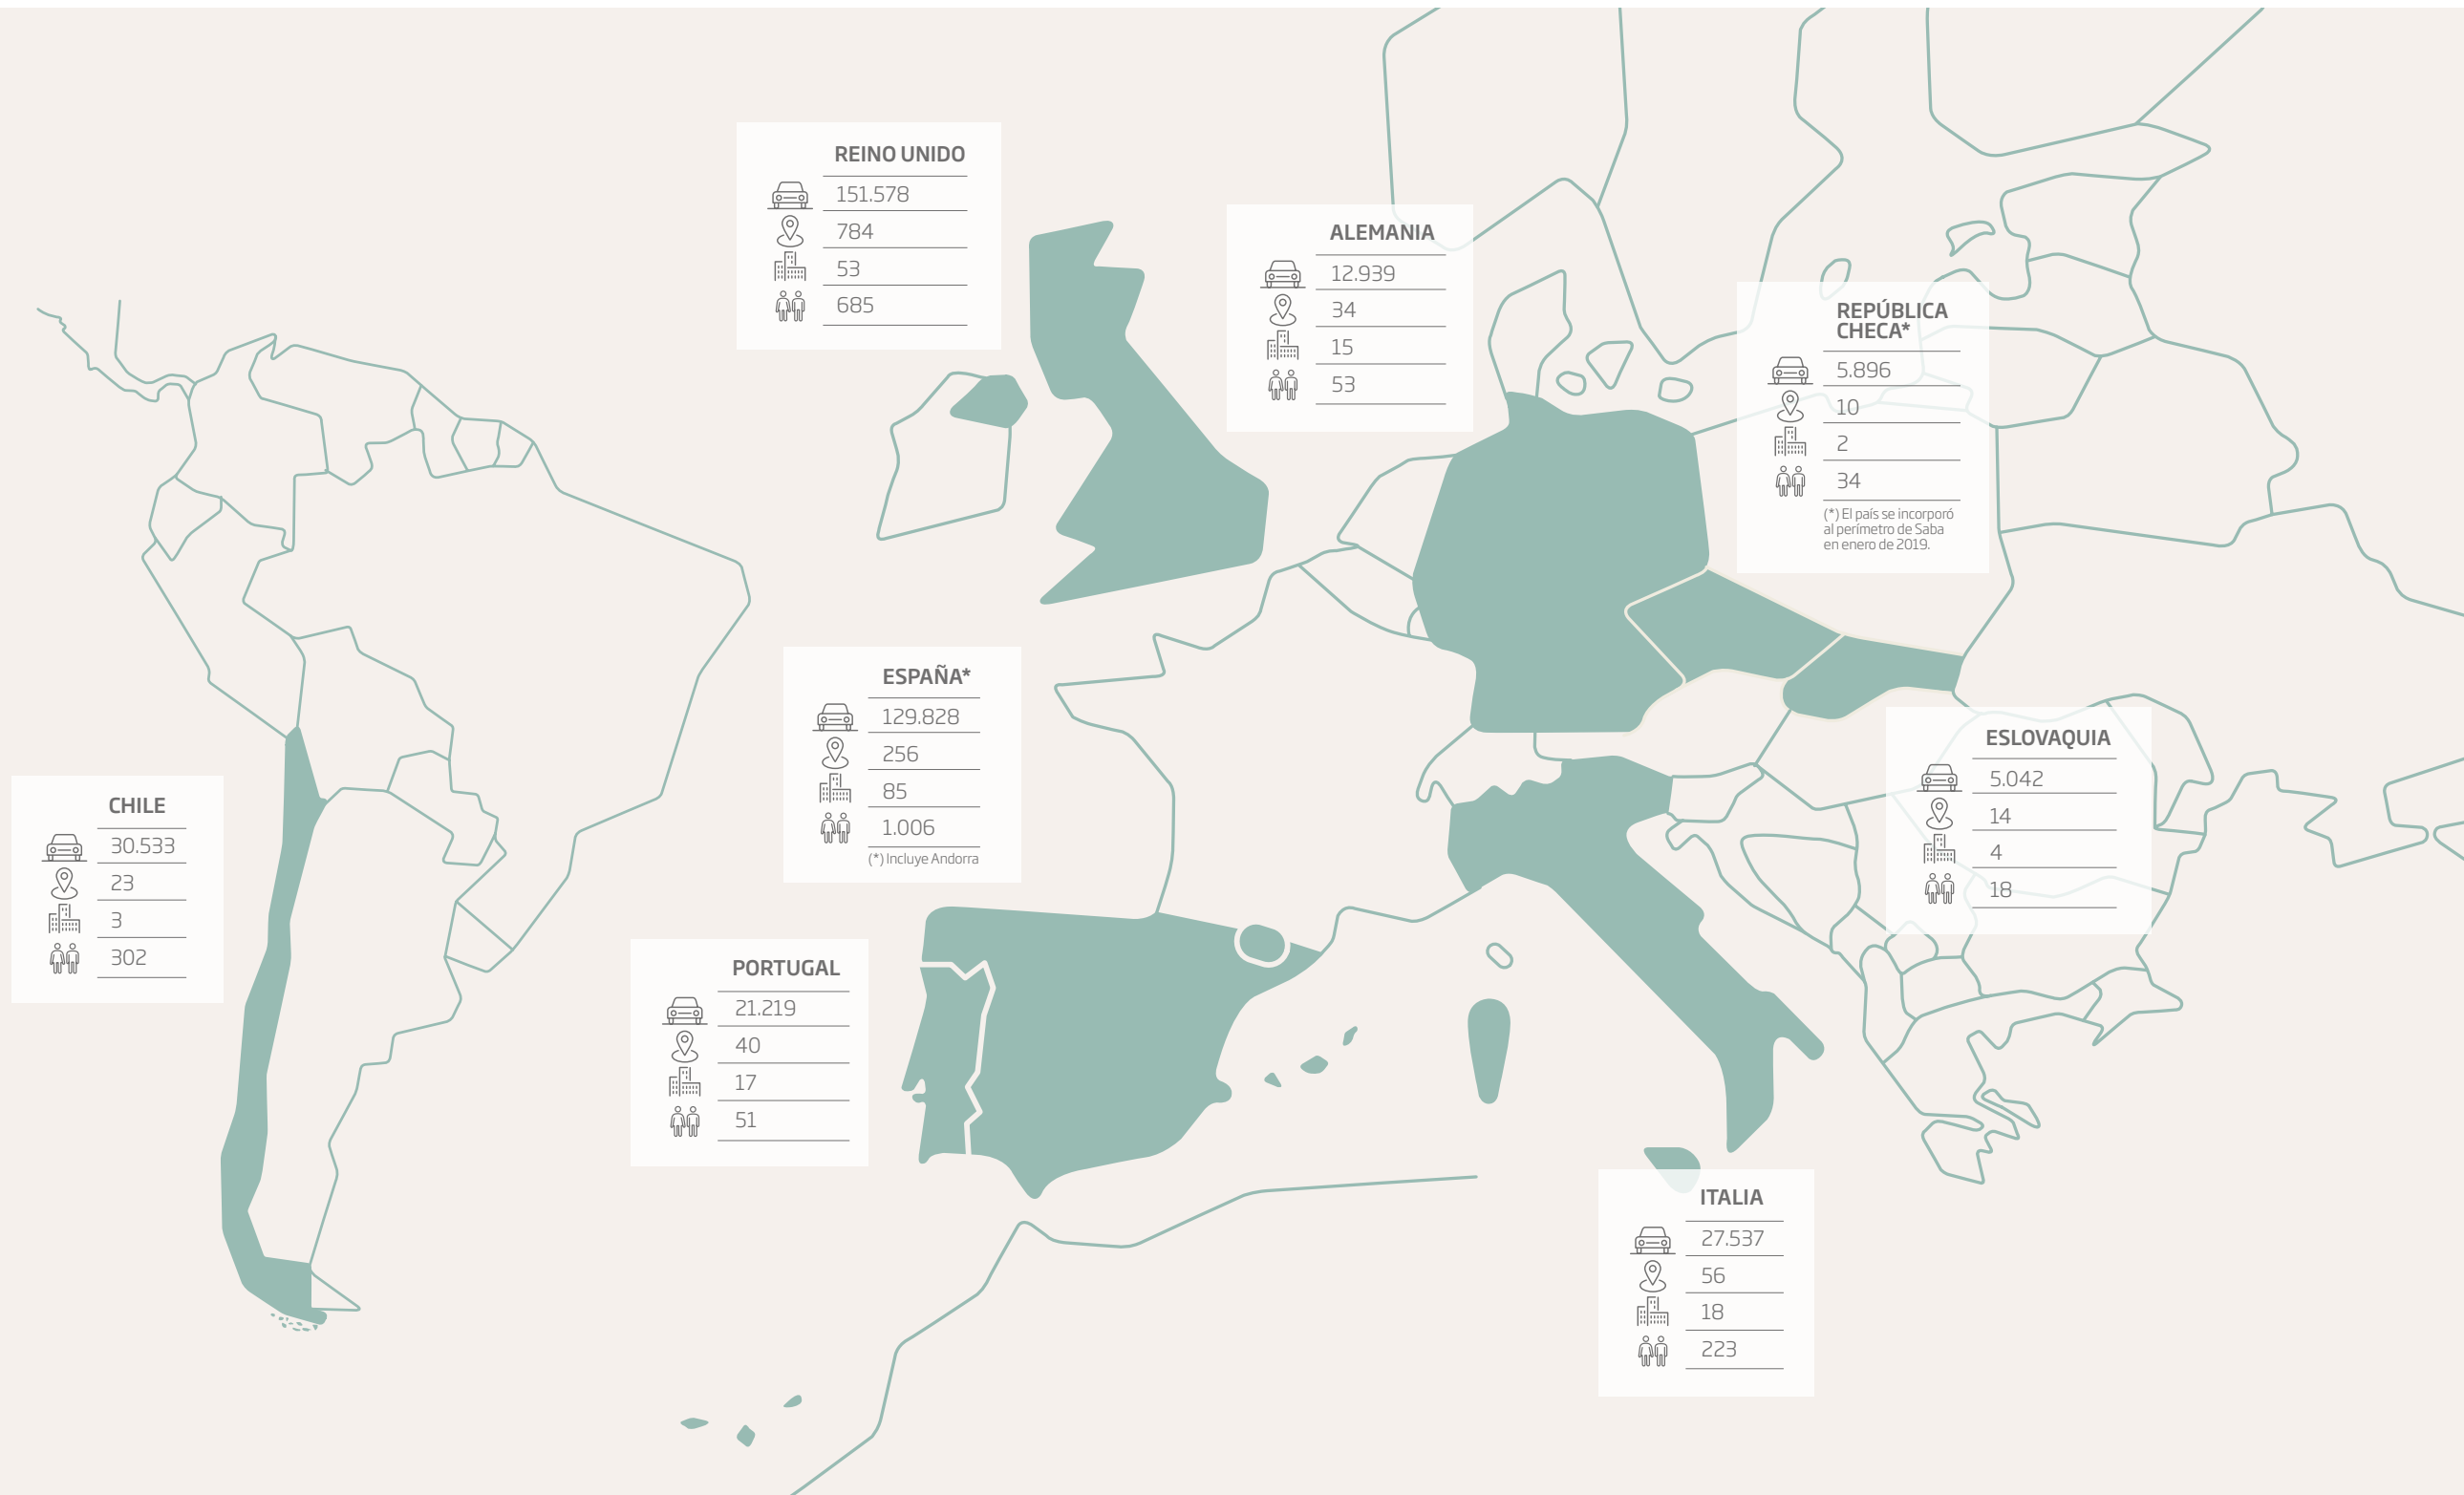 REINO UNIDO
151.578
784
53
685
ALEMANIA
12.939
34
15
53
REPÚBLICA
CHECA*
5.896
10
2
34
(*) El país se incorporó
al perímetro de Saba
en enero de 2019.
ESPAÑA*
129.828
256
85
1.006
(*) Incluye Andorra
ESLOVAQUIA
5.042
14
4
18
CHILE
30.533
23
3
302
PORTUGAL
21.219
40
17
51
ITALIA
27.537
56
18
223